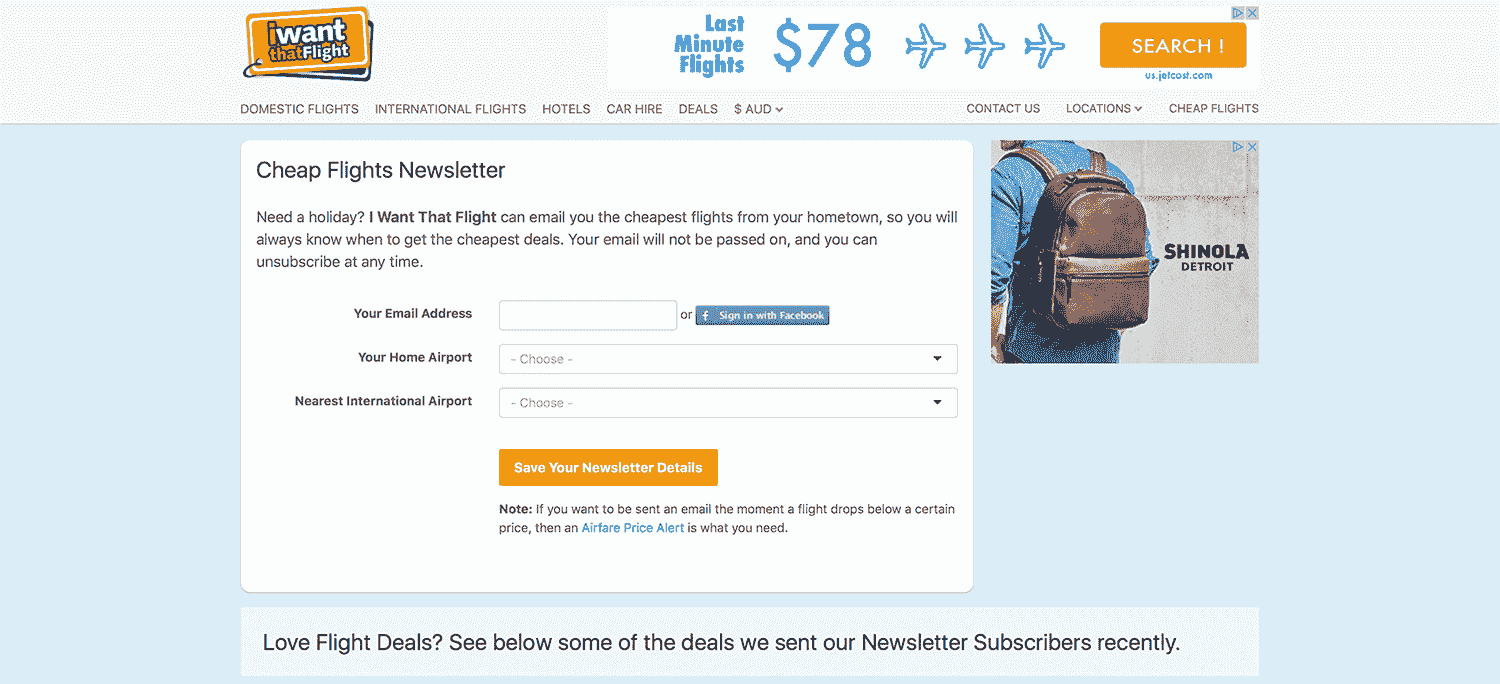 iwant
thatFlight
Last
Minute
Flights
$78
SEARCH !
us.jetcost.com
DOMESTIC FLIGHTS INTERNATIONAL FLIGHTS HOTELS CAR HIRE DEALS $ AUD CONTACT US LOCATIONS CHEAP FLIGHTS
Cheap Flights Newsletter
Need a holiday? I Want That Flight can email you the cheapest flights from your hometown, so you will
always know when to get the cheapest deals. Your email will not be passed on, and you can
unsubscribe at any time.
Your Email Address or f Sign in with Facebook
Your Home Airport - Choose -
Nearest International Airport - Choose -
Save Your Newsletter Details
Note: If you want to be sent an email the moment a flight drops below a certain
price, then an Airfare Price Alert is what you need.
SHINOLA
DETROIT
Love Flight Deals? See below some of the deals we sent our Newsletter Subscribers recently.